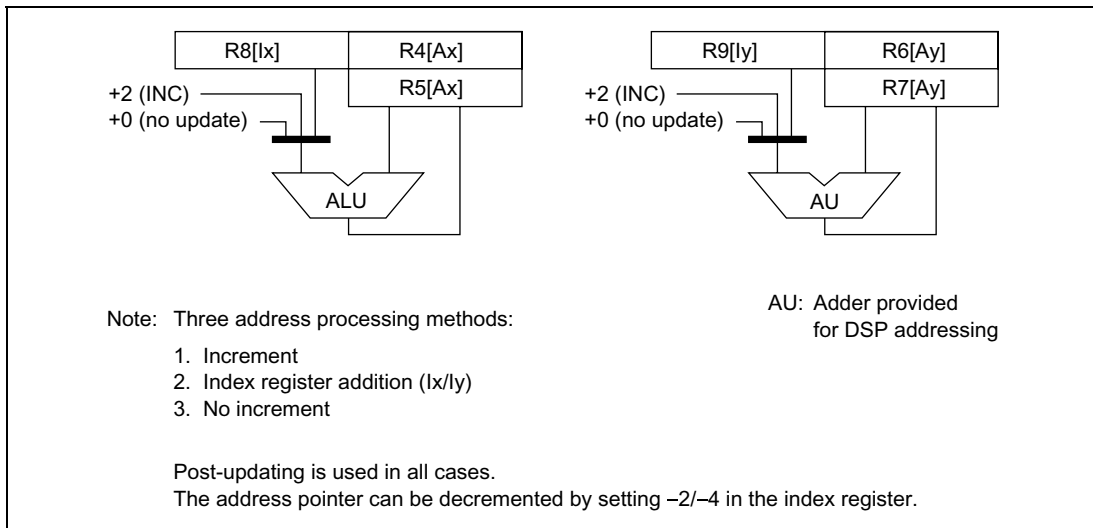 R8[Ix] R4[Ax] R9[Iy] R6[Ay]
R5[Ax] R7[Ay]
+2 (INC) +2 (INC)
+0 (no update) +0 (no update)
ALU AU
AU: Adder provided
for DSP addressing
Note: Three address processing methods:
1. Increment
2. Index register addition (Ix/Iy)
3. No increment
Post-updating is used in all cases.
The address pointer can be decremented by setting –2/–4 in the index register.